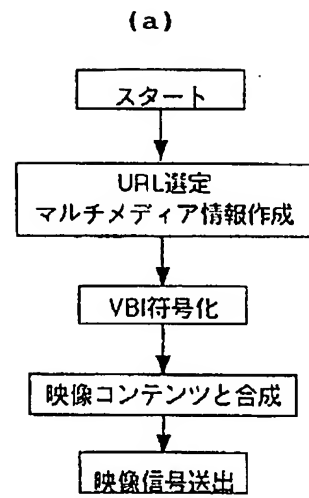 (a)
スタート
URL選定
マルチメディア情報作成
VBI符号化
映像コンテンツと合成
映像信号送出